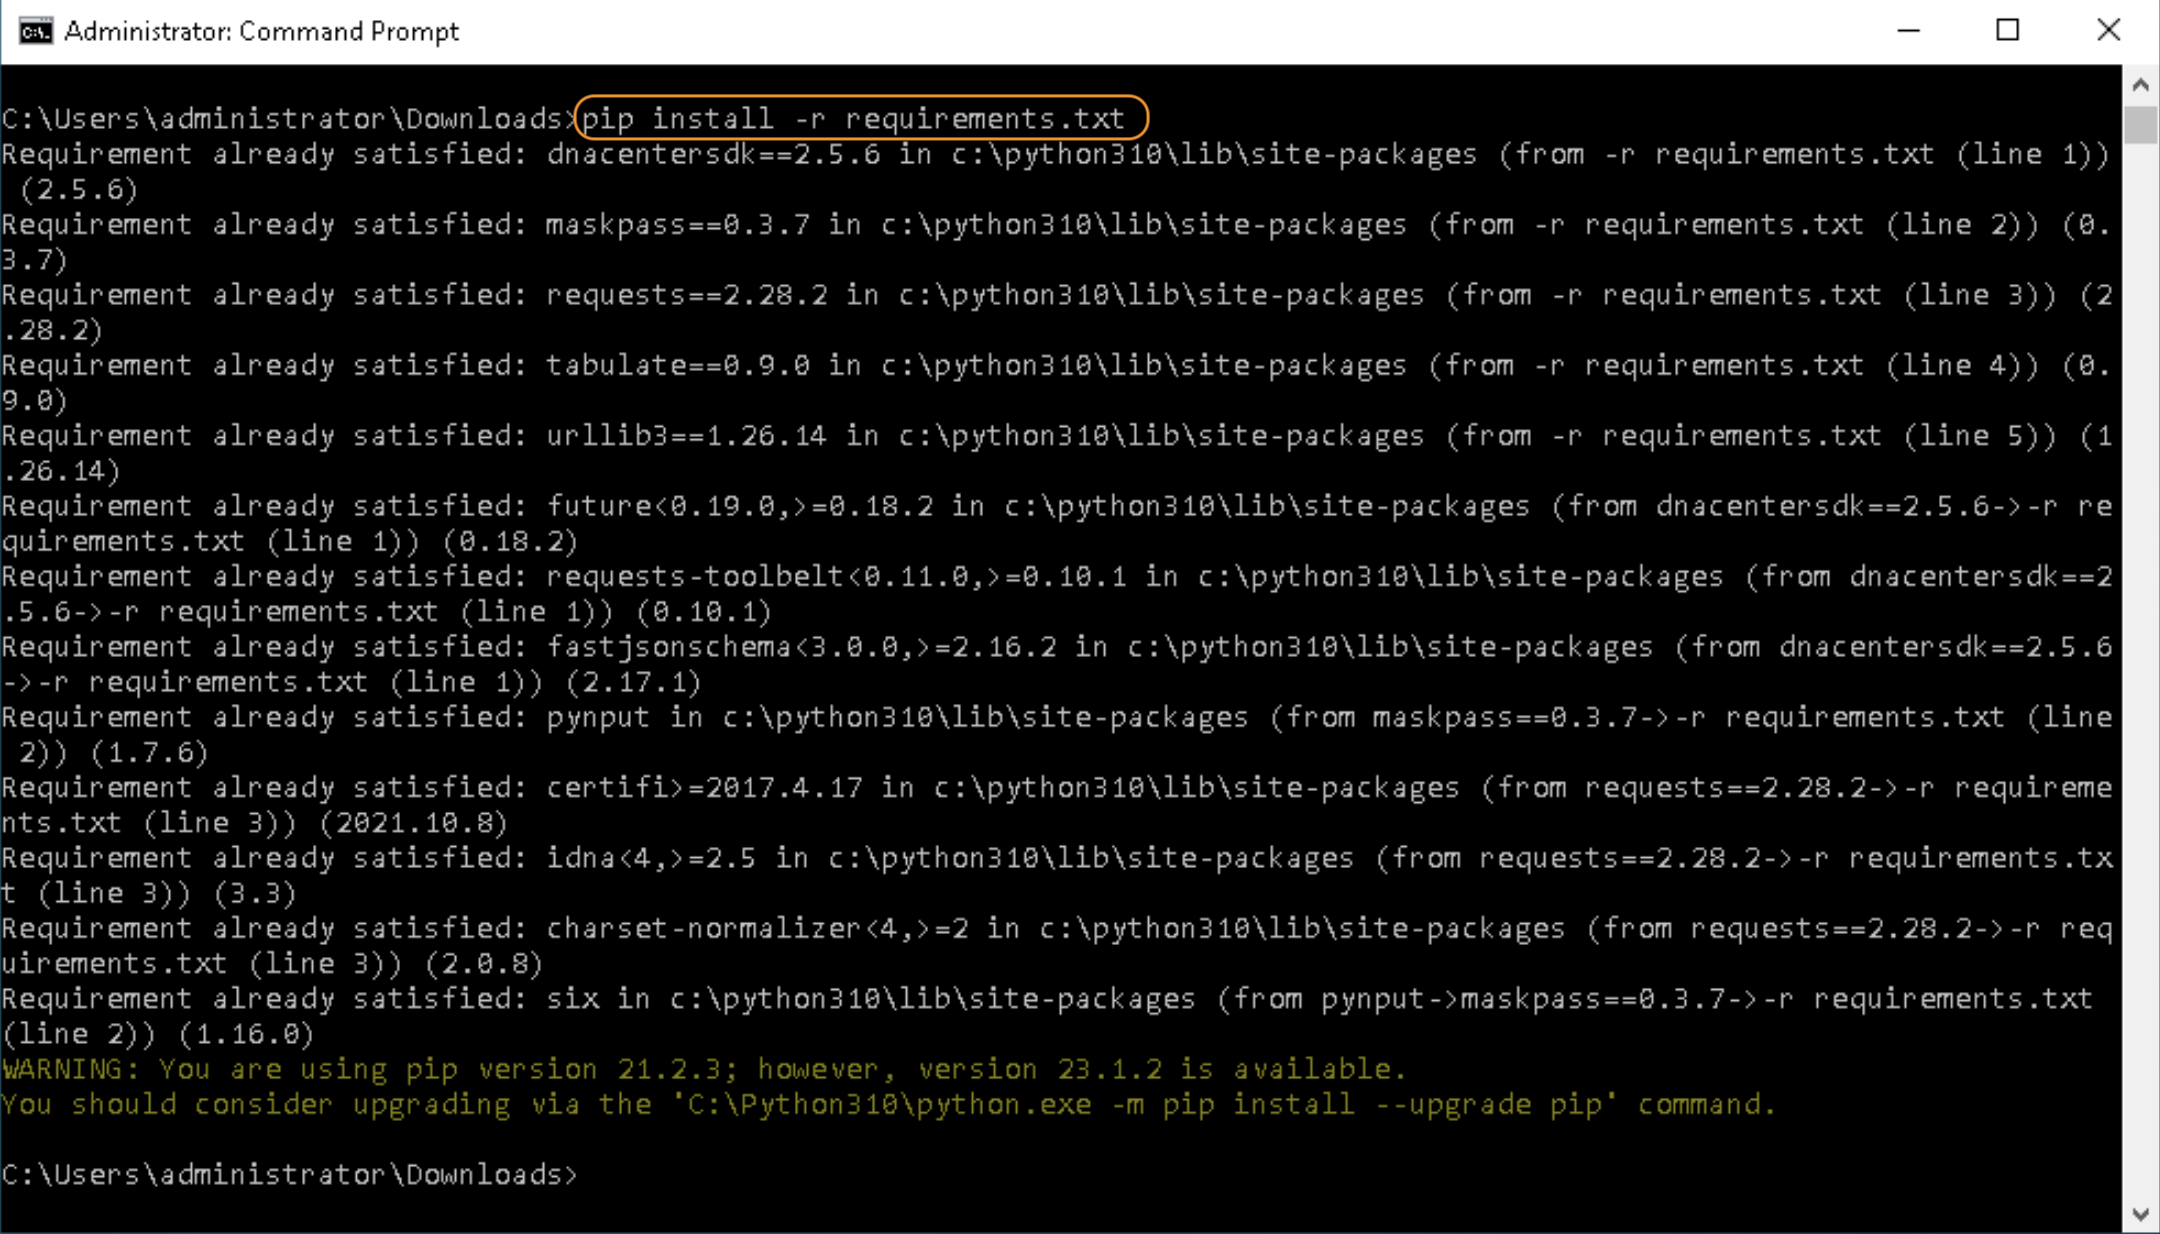 Administrator: Command Prompt
C:\Users\administrator\Downloads>pip install -r requirements.txt
Requirement already satisfied: dnacentersdk==2.5.6 in c:\python310\lib\site-packages (from -r requirements.txt (line 1))
 (2.5.6)
Requirement already satisfied: maskpass==0.3.7 in c:\python310\lib\site-packages (from -r requirements.txt (line 2)) (0.
3.7)
Requirement already satisfied: requests==2.28.2 in c:\python310\lib\site-packages (from -r requirements.txt (line 3)) (2
.28.2)
Requirement already satisfied: tabulate==0.9.0 in c:\python310\lib\site-packages (from -r requirements.txt (line 4)) (0.
9.0)
Requirement already satisfied: urllib3==1.26.14 in c:\python310\lib\site-packages (from -r requirements.txt (line 5)) (1
.26.14)
Requirement already satisfied: future<0.19.0,>=0.18.2 in c:\python310\lib\site-packages (from dnacentersdk==2.5.6->-r re
quirements.txt (line 1)) (0.18.2)
Requirement already satisfied: requests-toolbelt<0.11.0,>=0.10.1 in c:\python310\lib\site-packages (from dnacentersdk==2
.5.6->-r requirements.txt (line 1)) (0.10.1)
Requirement already satisfied: fastjsonschema<3.0.0,>=2.16.2 in c:\python310\lib\site-packages (from dnacentersdk==2.5.6
->-r requirements.txt (line 1)) (2.17.1)
Requirement already satisfied: pynput in c:\python310\lib\site-packages (from maskpass==0.3.7->-r requirements.txt (line
 2)) (1.7.6)
Requirement already satisfied: certifi>=2017.4.17 in c:\python310\lib\site-packages (from requests==2.28.2->-r requireme
nts.txt (line 3)) (2021.10.8)
Requirement already satisfied: idna<4,>=2.5 in c:\python310\lib\site-packages (from requests==2.28.2->-r requirements.tx
t (line 3)) (3.3)
Requirement already satisfied: charset-normalizer<4,>=2 in c:\python310\lib\site-packages (from requests==2.28.2->-r req
uirements.txt (line 3)) (2.0.8)
Requirement already satisfied: six in c:\python310\lib\site-packages (from pynput->maskpass==0.3.7->-r requirements.txt
(line 2)) (1.16.0)
WARNING: You are using pip version 21.2.3; however, version 23.1.2 is available.
You should consider upgrading via the 'C:\Python310\python.exe -m pip install --upgrade pip' command.
C:\Users\administrator\Downloads>